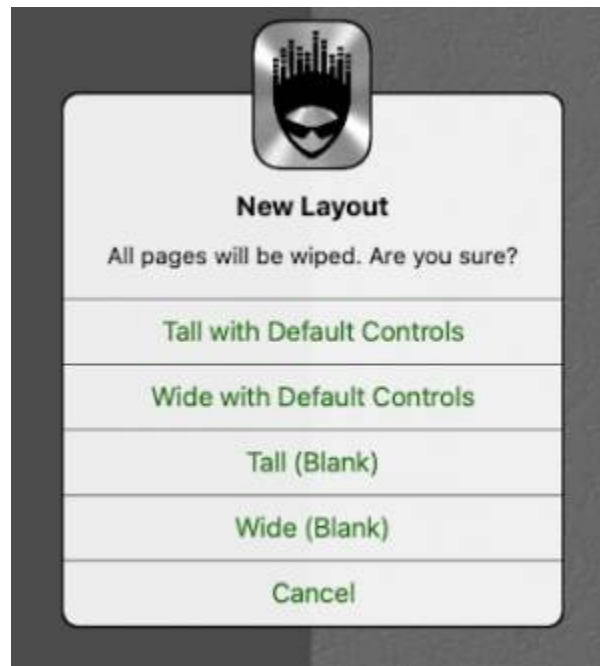 New Layout
All pages will be wiped. Are you sure?
Tall with Default Controls
Wide with Default Controls
Tall (Blank)
Wide (Blank)
Cancel